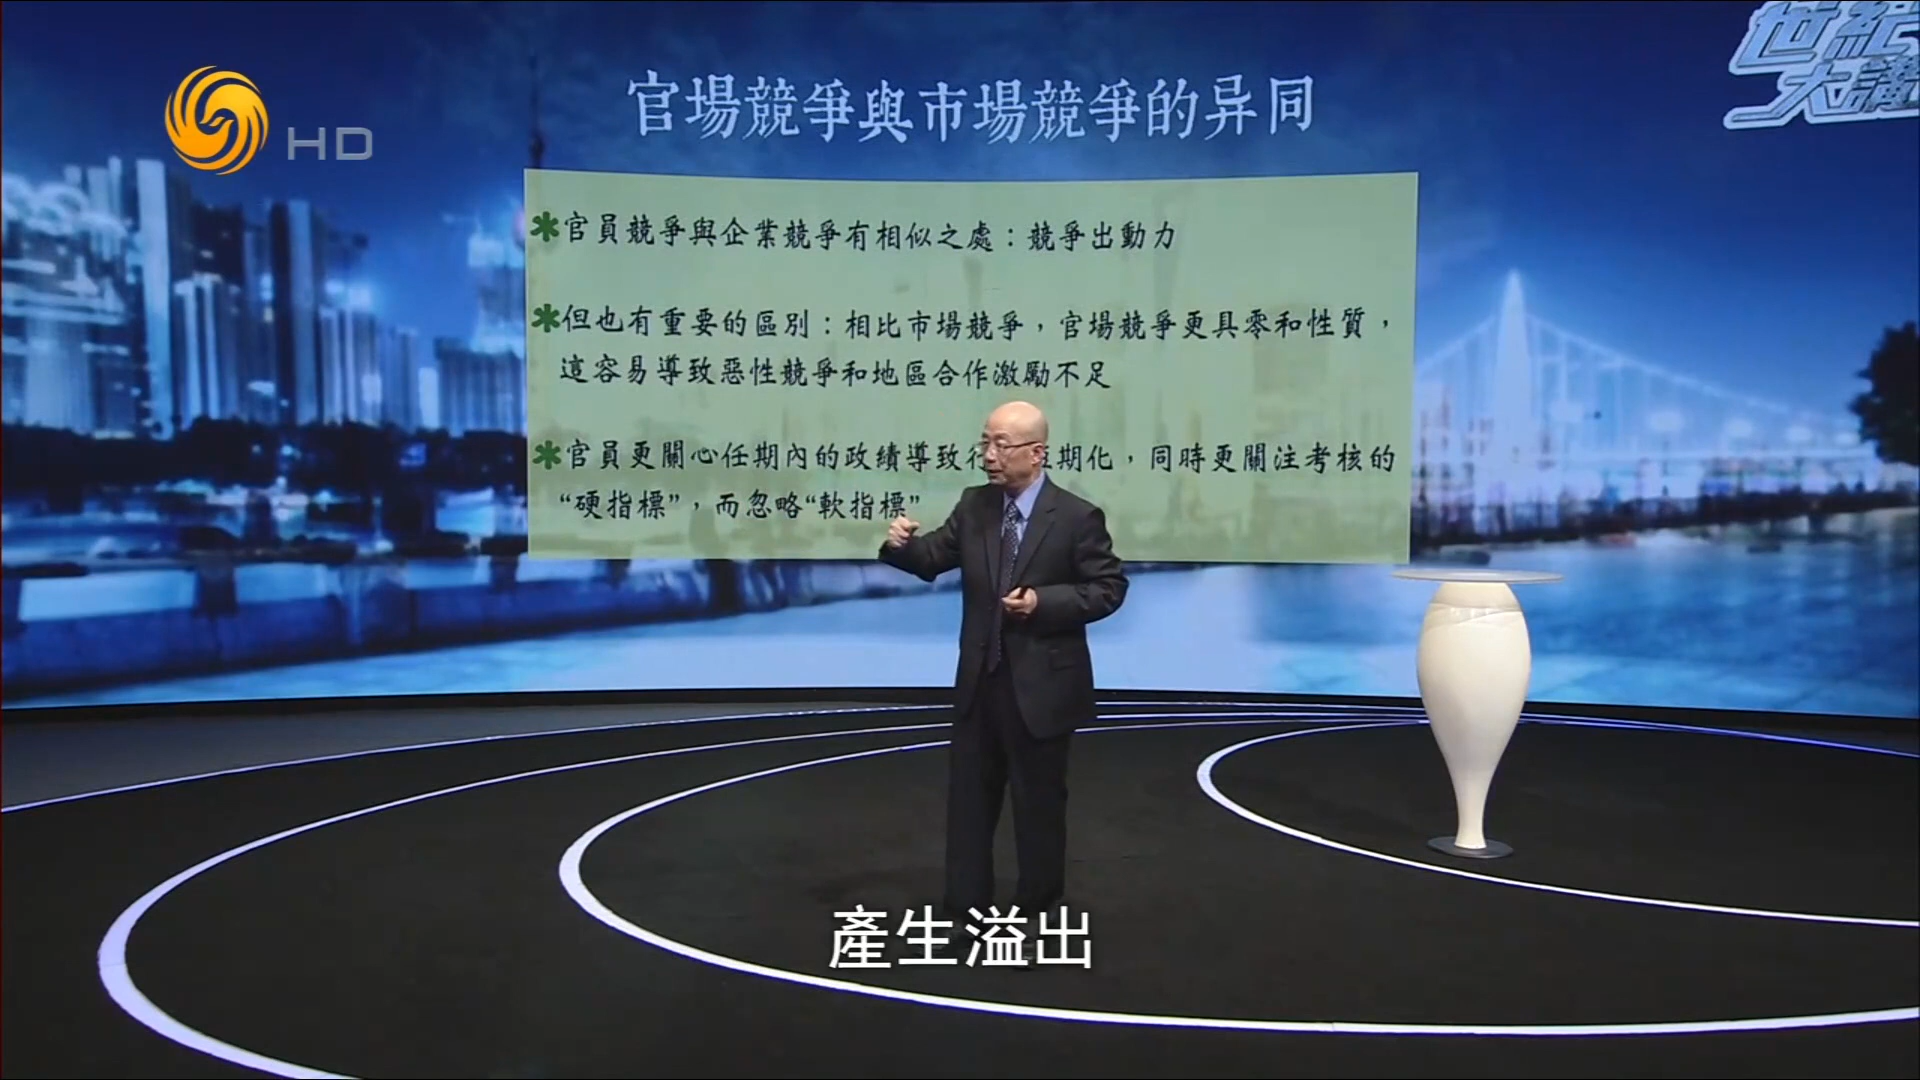 世紀
大講
HD
官場競爭與市場競爭的异同
*官員競爭與企業競爭有相似之處：競爭出動力
*但也有重要的區別：相比市場競爭，官場競爭更具零和性質，
這容易導致惡性競爭和地區合作激勵不足
*官員更關心任期內的政績導致行 期化，同時更關注考核的
“硬指標”，而忽略“軟指標”
產生溢出